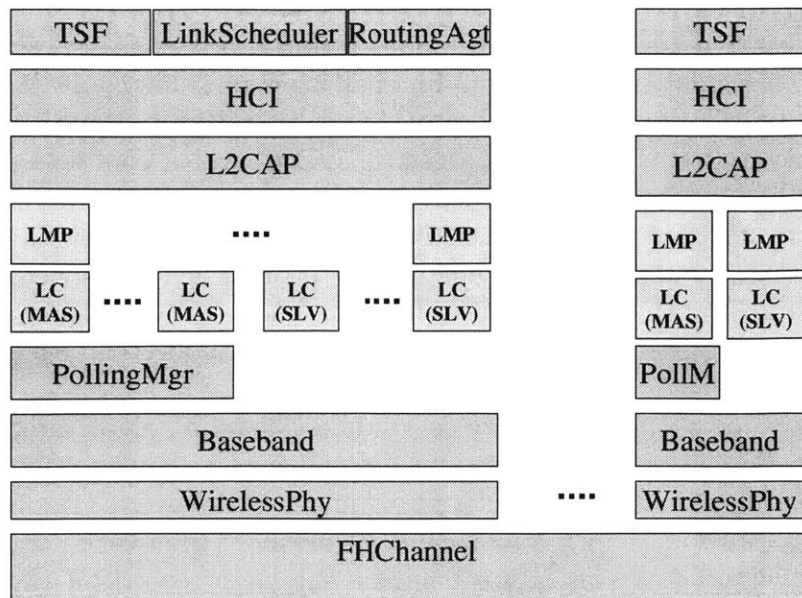 TSF LinkScheduler RoutingAgt TSF
HCI HCI
L2CAP L2CAP
LMP .... LMP LMP LMP
LC (MAS) .... LC (MAS) LC (SLV) .... LC (SLV) LC (MAS) LC (SLV)
PollingMgr PollM
Baseband Baseband
WirelessPhy .... WirelessPhy
FHChannel